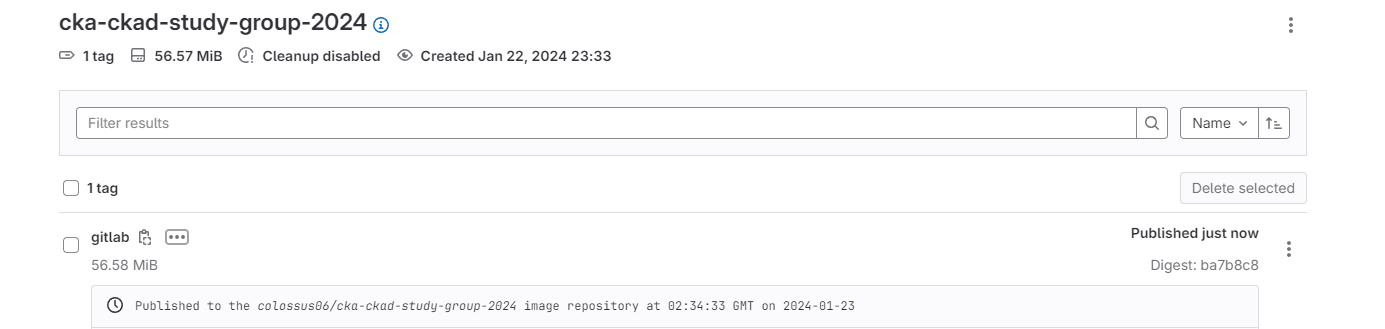 cka-ckad-study-group-2024
1 tag 56.57 MiB Cleanup disabled Created Jan 22, 2024 23:33
Filter results Name
1 tag Delete selected
gitlab Published just now
56.58 MiB Digest: ba7b8c8
Published to the colossus06/cka-ckad-study-group-2024 image repository at 02:34:33 GMT on 2024-01-23